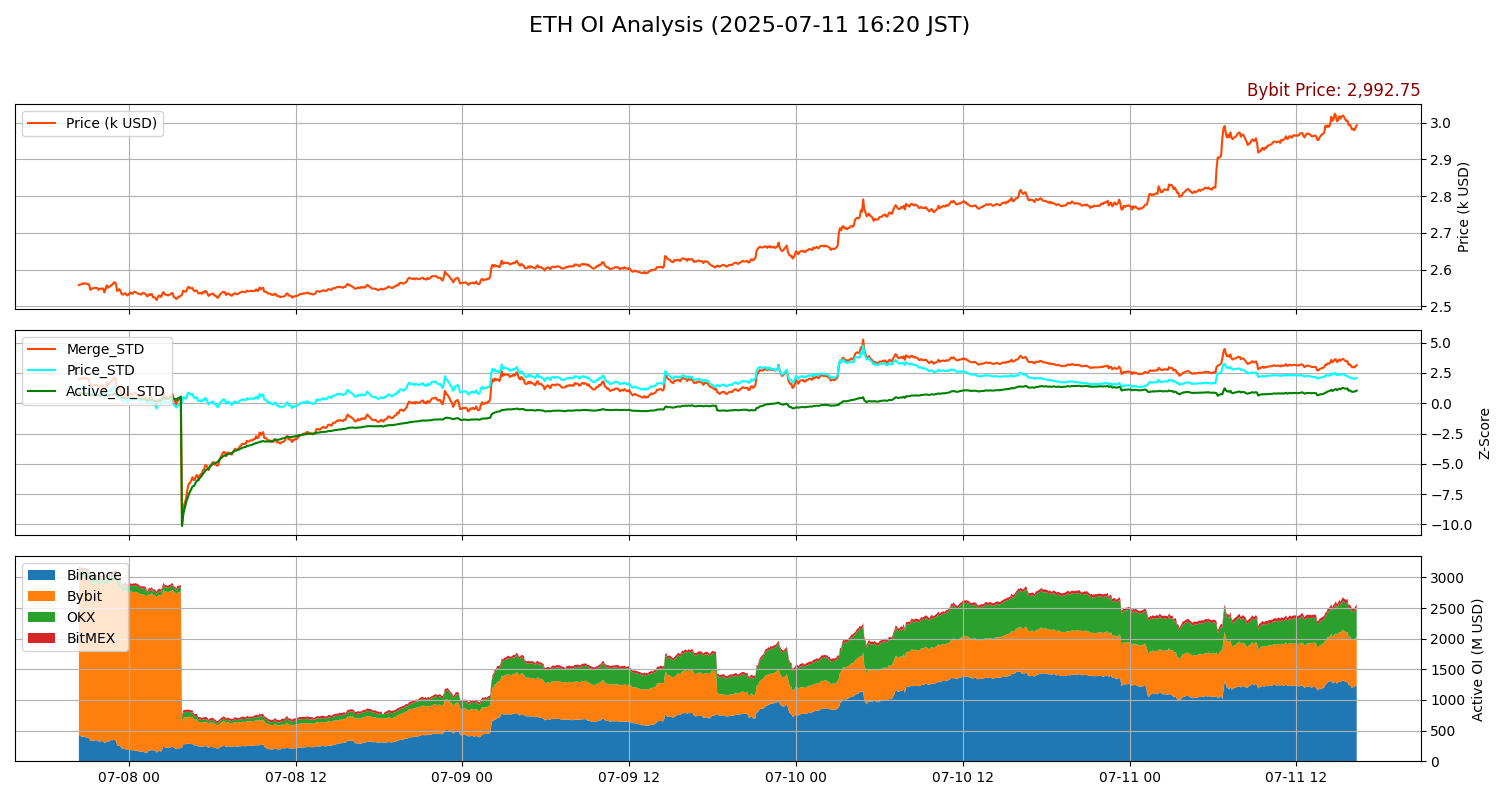 ETH OI Analysis (2025-07-11 16:20 JST)
Bybit Price: 2,992.75
Price (k USD)
3.0
2.9
2.8
2.7
2.6
2.5
Price (k USD)
Merge_STD
Price_STD
Active_OI_STD
5.0
2.5
0.0
−2.5
−5.0
−7.5
−10.0
Z-Score
Binance
Bybit
OKX
BitMEX
3000
2500
2000
1500
1000
500
0
Active OI (M USD)
07-08 00
07-08 12
07-09 00
07-09 12
07-10 00
07-10 12
07-11 00
07-11 12